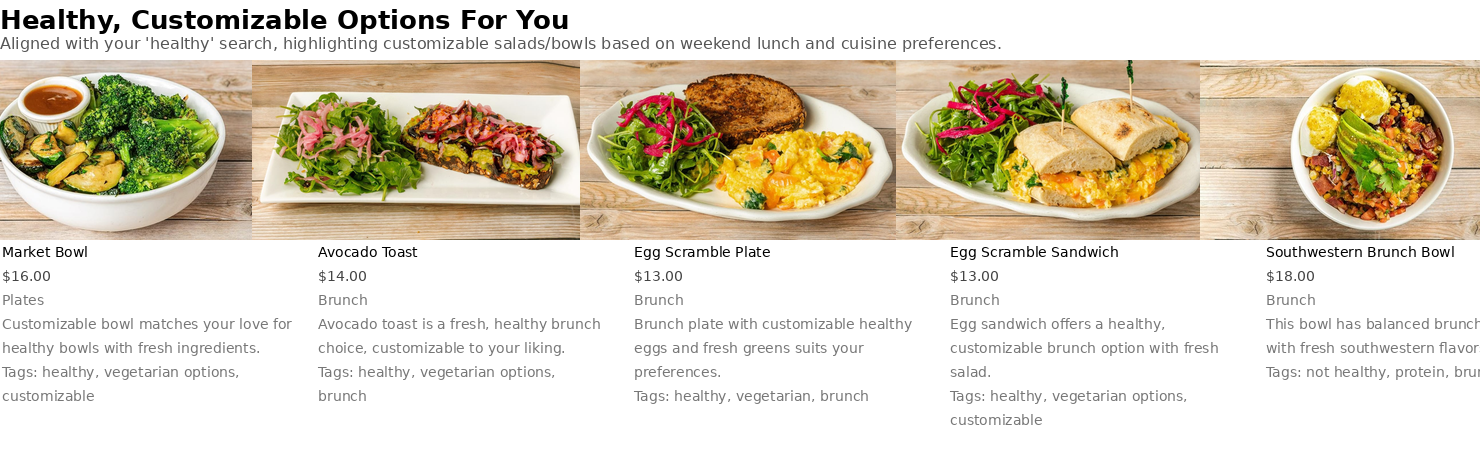 Healthy, Customizable Options For You
Aligned with your 'healthy' search, highlighting customizable salads/bowls based on weekend lunch and cuisine preferences.
Market Bowl
$16.00
Plates
Customizable bowl matches your love for
healthy bowls with fresh ingredients.
Tags: healthy, vegetarian options,
customizable
Avocado Toast
$14.00
Brunch
Avocado toast is a fresh, healthy brunch
choice, customizable to your liking.
Tags: healthy, vegetarian options,
brunch
Egg Scramble Plate
$13.00
Brunch
Brunch plate with customizable healthy
eggs and fresh greens suits your
preferences.
Tags: healthy, vegetarian, brunch
Egg Scramble Sandwich
$13.00
Brunch
Egg sandwich offers a healthy,
customizable brunch option with fresh
salad.
Tags: healthy, vegetarian options,
customizable
Southwestern Brunch Bowl
$18.00
Brunch
This bowl has balanced brunch
with fresh southwestern flavor
Tags: not healthy, protein,